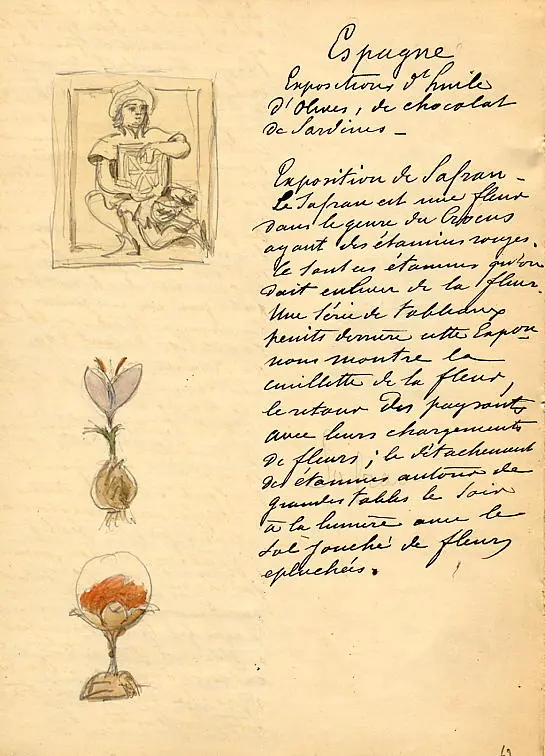 Espagne
Expositions d'huile
d'Olives, de chocolat
de Sardines —
Exposition de Safran —
Le Safran est une fleur
dans le genre du Crocus
ayant des étamines rouges.
Ce sont ces étamines qu'on
doit enlever de la fleur.
Une Série de tableaux
peints derrière cette Expon
nous montre la
cueillette de la fleur,
le retour des paysants
avec leurs chargements
de fleurs ; le détachement
des étamines autour de
grandes tables le soir
à la lumière avec le
sol jonché de fleurs
epluchées.